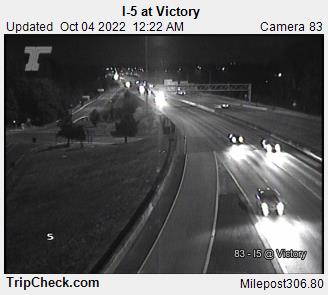 I-5 at Victory
Updated Oct 04 2022 12:22 AM Camera 83
T
S
83 - I5 @ Victory
TripCheck.com Milepost306.80